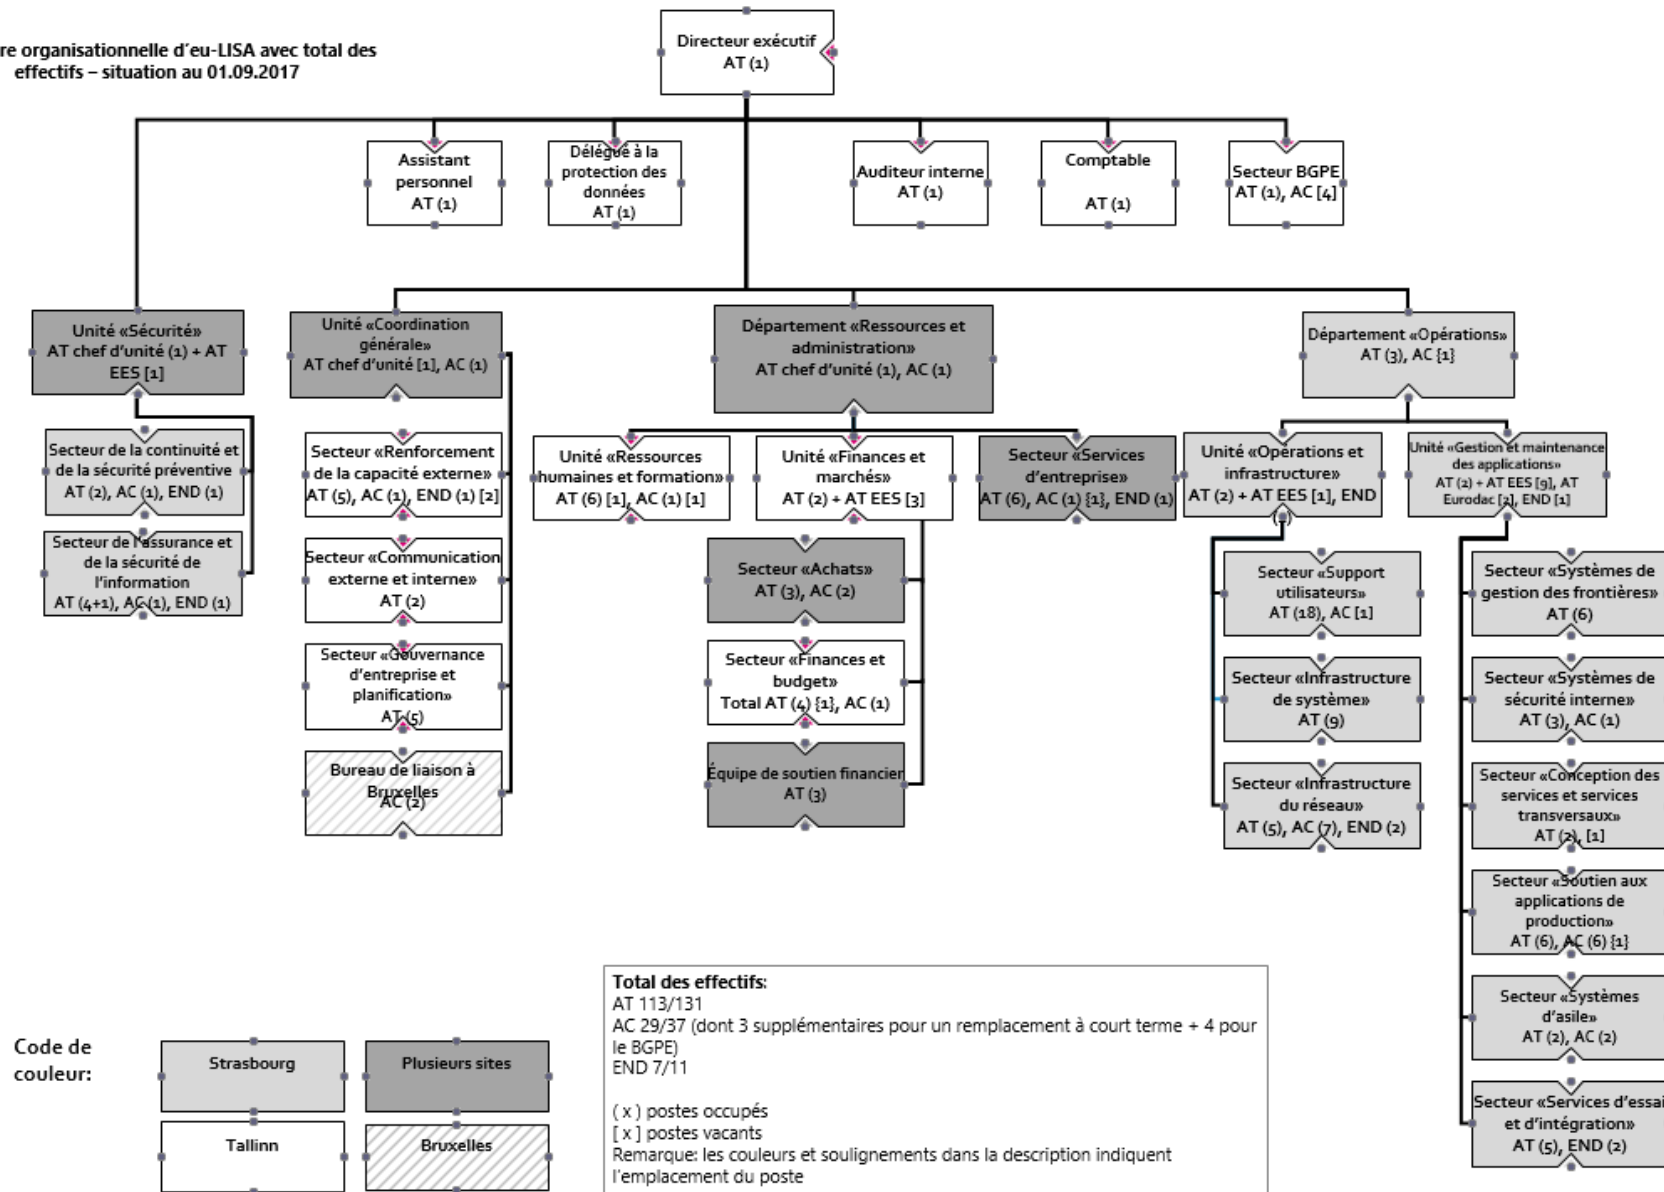 re organisationnelle d'eu-LISA avec total des
effectifs – situation au 01.09.2017
Directeur exécutif
AT (1)
Assistant
personnel
AT (1)
Délégué à la
protection des
données
AT (1)
Auditeur interne
AT (1)
Comptable
AT (1)
Secteur BGPE
AT (1), AC [4]
Unité «Sécurité»
AT chef d'unité (1) + AT
EES [1]
Secteur de la continuité et
de la sécurité préventive
AT (2), AC (1), END (1)
Secteur de l'assurance et
de la sécurité de
l'information
AT (4+1), AC (1), END (1)
Unité «Coordination
générale»
AT chef d'unité [1], AC (1)
Secteur «Renforcement
de la capacité externe»
AT (5), AC (1), END (1) [2]
Secteur «Communication
externe et interne»
AT (2)
Secteur «Gouvernance
d'entreprise et
planification»
AT (5)
Bureau de liaison à
Bruxelles
AC (2)
Département «Ressources et
administration»
AT chef d'unité (1), AC (1)
Unité «Ressources
humaines et formation»
AT (6) [1], AC (1) [1]
Unité «Finances et
marchés»
AT (2) + AT EES [3]
Secteur «Achats»
AT (3), AC (2)
Secteur «Finances et
budget»
Total AT (4) {1}, AC (1)
Équipe de soutien financier
AT (3)
Secteur «Services
d'entreprise»
AT (6), AC (1) {1}, END (1)
Département «Opérations»
AT (3), AC {1}
Unité «Opérations et
infrastructure»
AT (2) + AT EES [1], END
Secteur «Support
utilisateurs»
AT (18), AC [1]
Secteur «Infrastructure
de système»
AT (9)
Secteur «Infrastructure
du réseau»
AT (5), AC (7), END (2)
Unité «Gestion et maintenance
des applications»
AT (2) + AT EES [9], AT
Eurodac [2], END [1]
Secteur «Systèmes de
gestion des frontières»
AT (6)
Secteur «Systèmes de
sécurité interne»
AT (3), AC (1)
Secteur «Conception des
services et services
transversaux»
AT (2), [1]
Secteur «Soutien aux
applications de
production»
AT (6), AC (6) {1}
Secteur «Systèmes
d'asile»
AT (2), AC (2)
Secteur «Services d'essai
et d'intégration»
AT (5), END (2)
Code de
couleur:
Strasbourg
Plusieurs sites
Tallinn
Bruxelles
Total des effectifs:
AT 113/131
AC 29/37 (dont 3 supplémentaires pour un remplacement à court terme + 4 pour
le BGPE)
END 7/11
( x ) postes occupés
[ x ] postes vacants
Remarque: les couleurs et soulignements dans la description indiquent
l'emplacement du poste